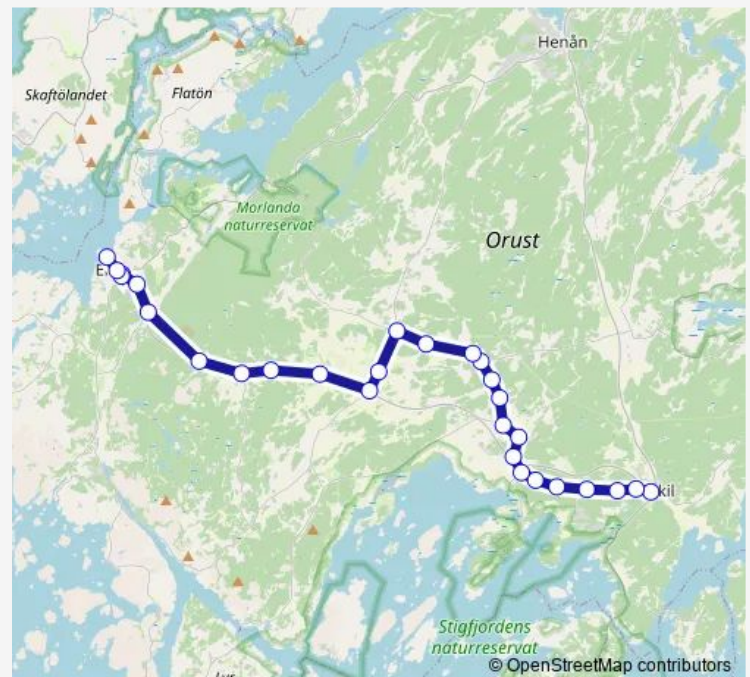 Henån
Skaftölandet
Flatön
Morlanda
naturreservat
Orust
Stigfjordens
naturreservat
© OpenStreetMap contributors